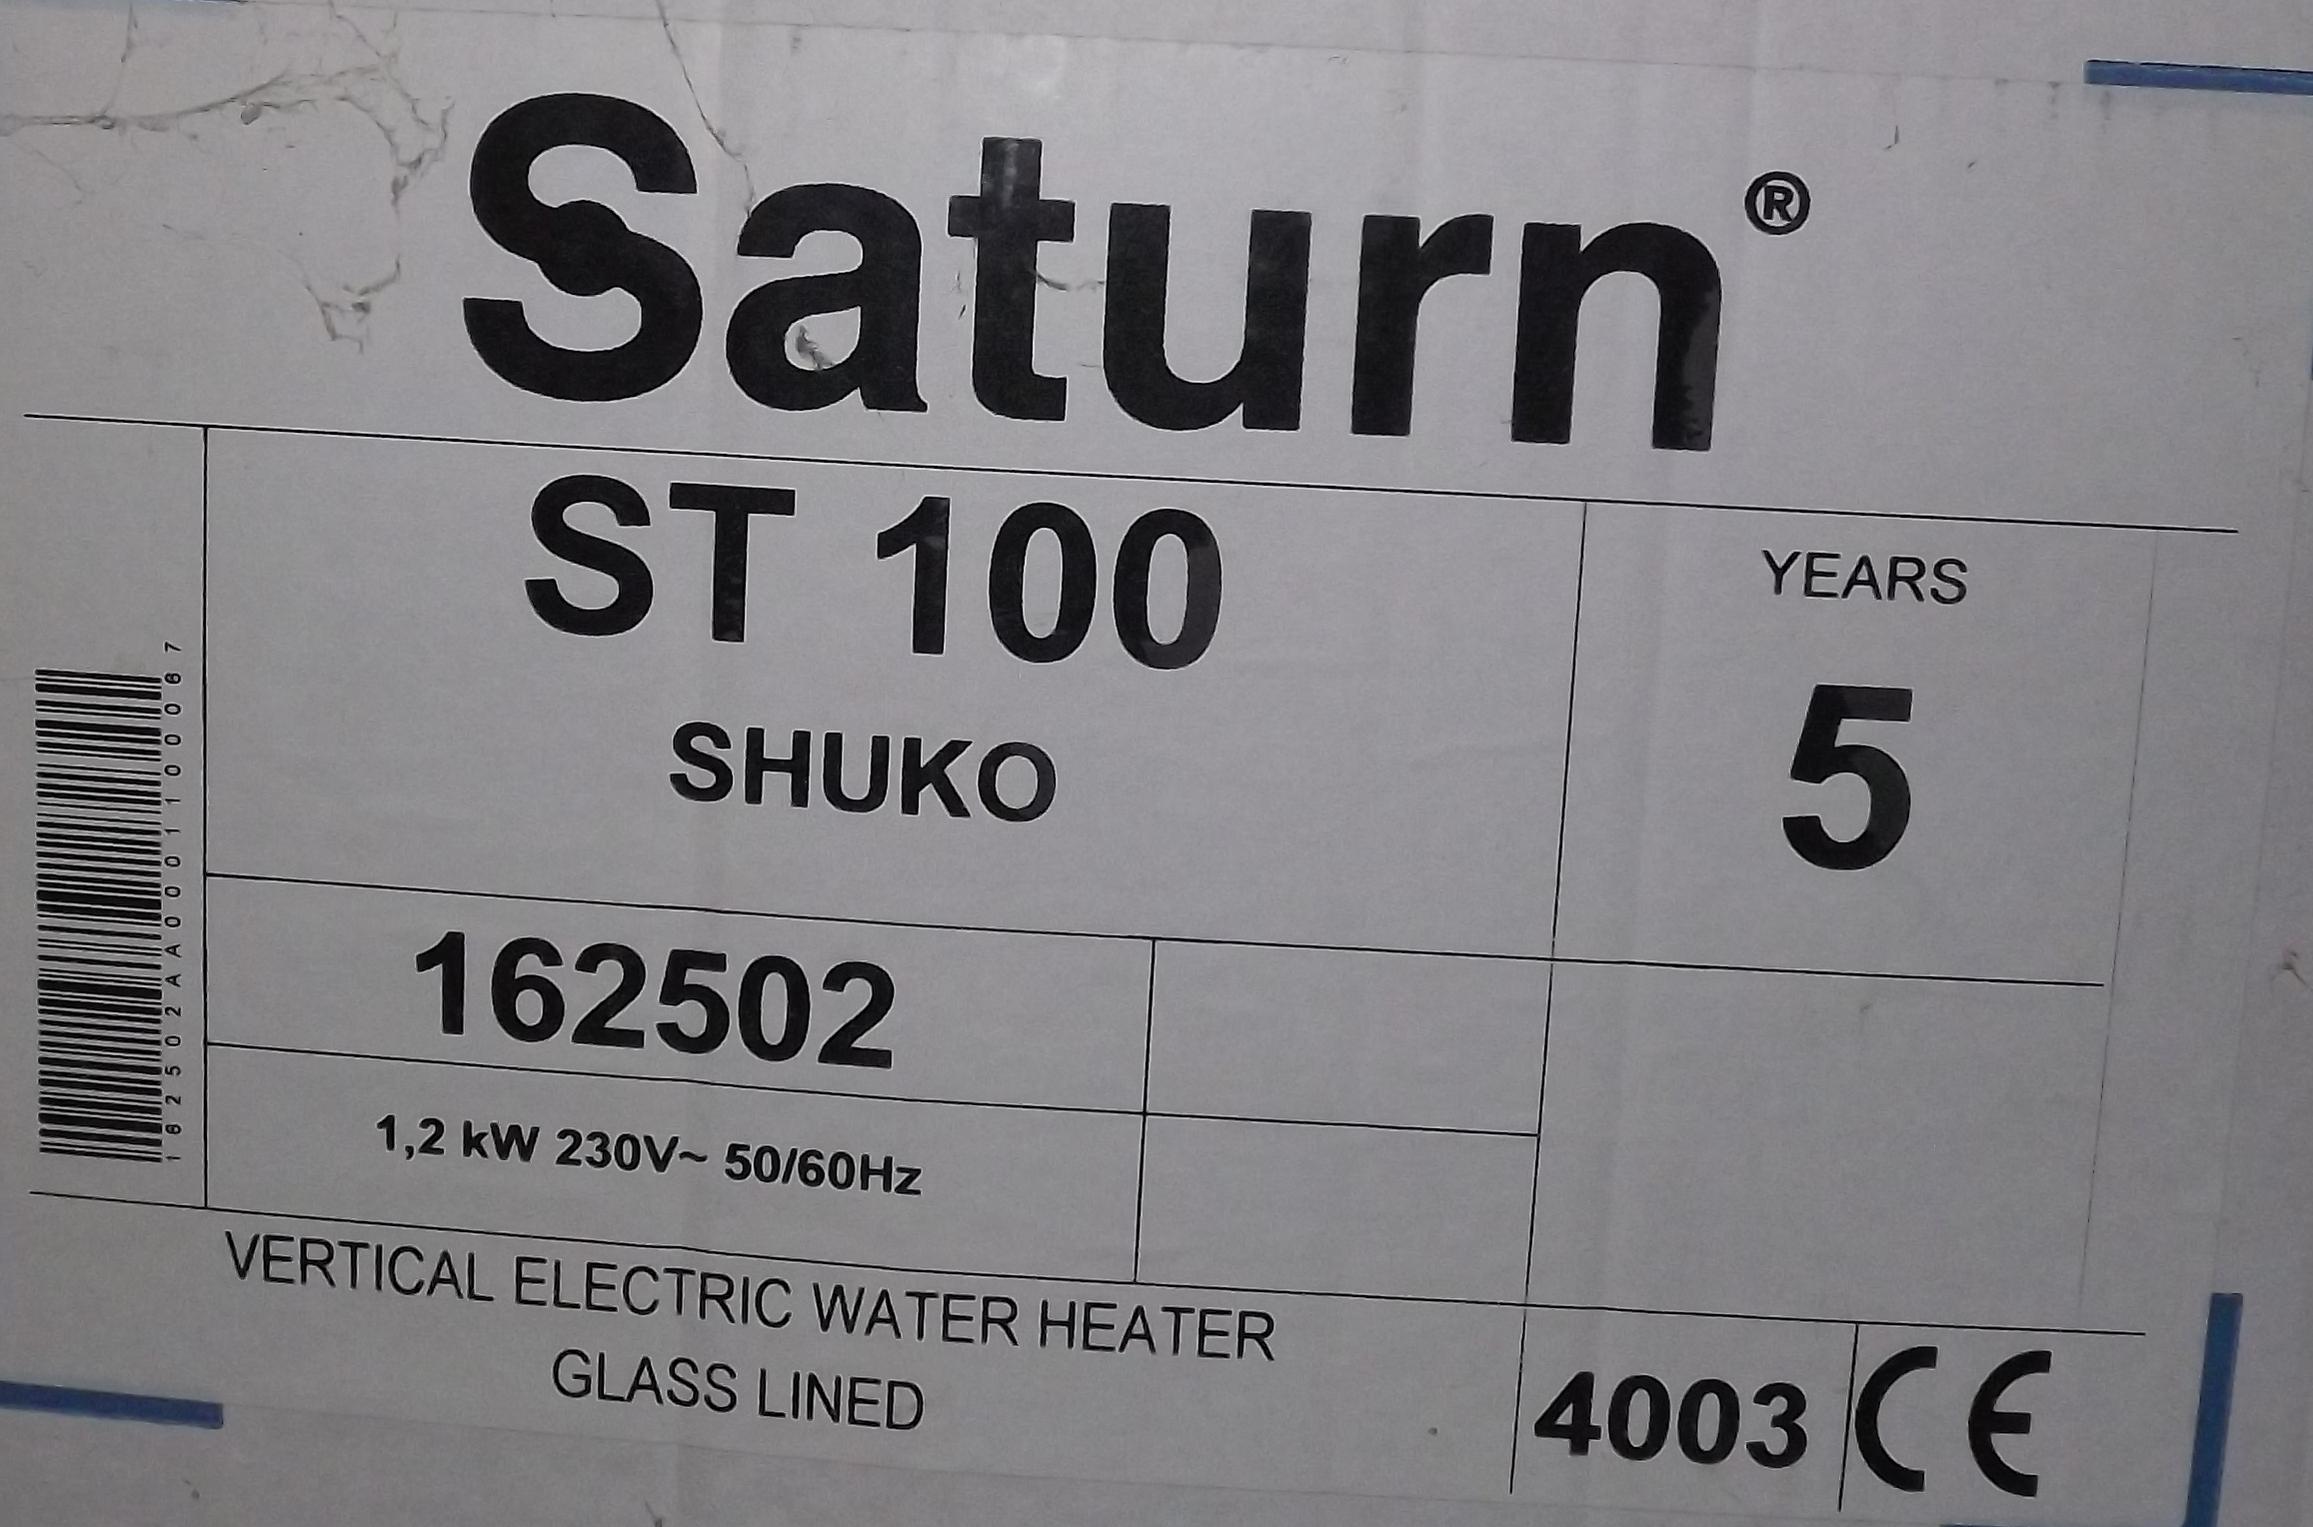 Saturn®
ST 100
SHUKO
YEARS
5
162502AA0001100067
162502
1,2 kW 230V~ 50/60Hz
VERTICAL ELECTRIC WATER HEATER
GLASS LINED
4003
CE